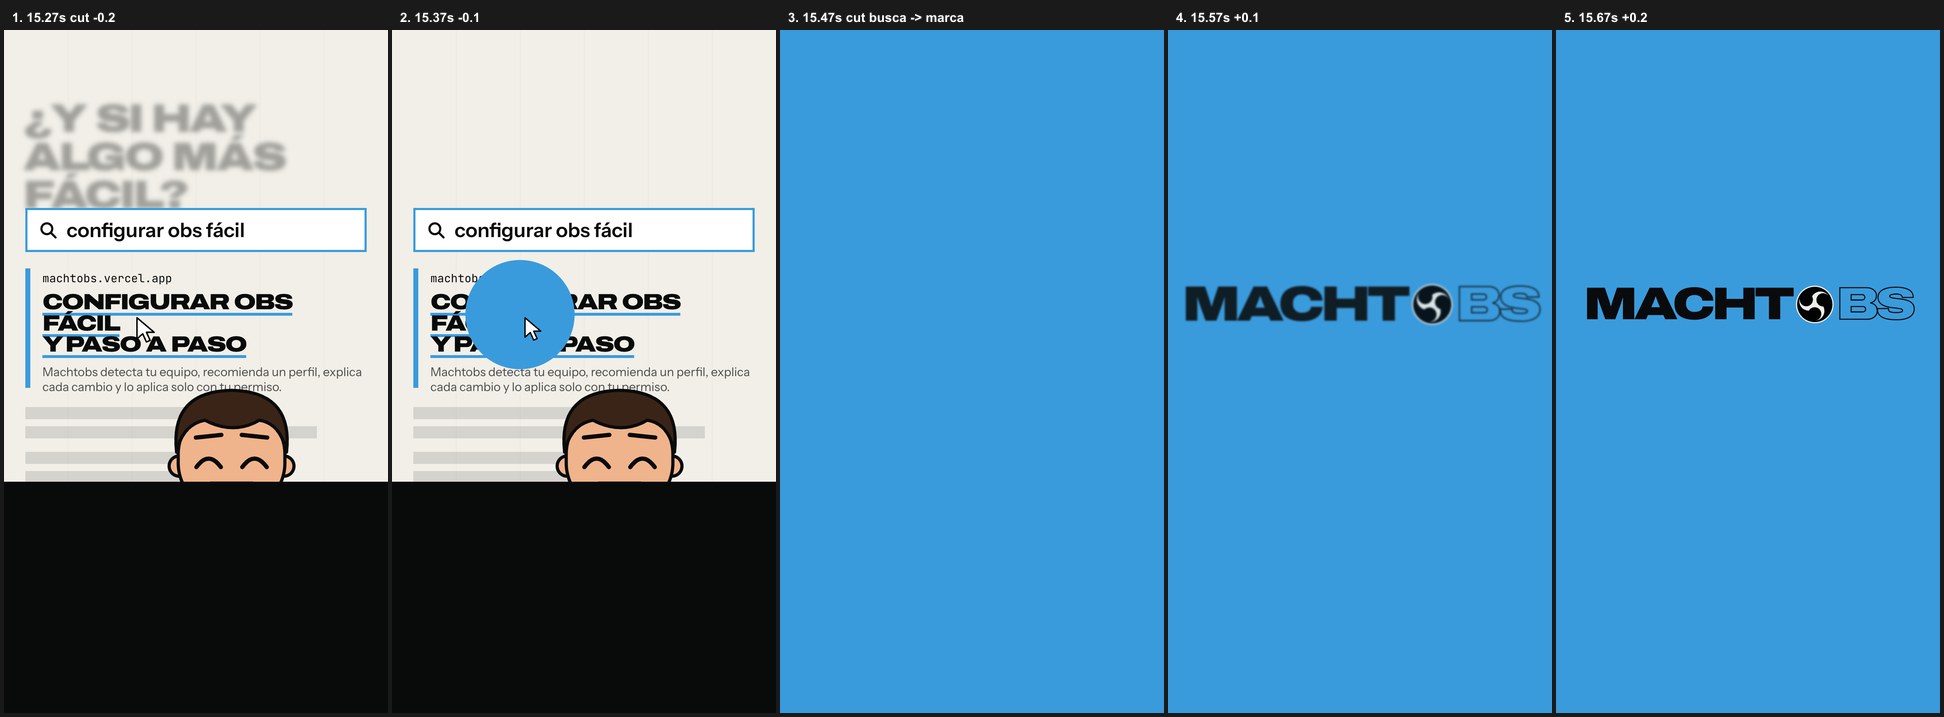 1. 15.27s cut -0.2
¿Y SI HAY
ALGO MÁS
FÁCIL?
configurar obs fácil
machtobs.vercel.app
CONFIGURAR OBS
FÁCIL
Y PASO A PASO
Machtobs detecta tu equipo, recomienda un perfil, explica
cada cambio y lo aplica solo con tu permiso.
2. 15.37s -0.1
configurar obs fácil
machtobs
CO RAR OBS
FÁ
Y PA PASO
Machtobs detecta tu equipo, recomienda un perfil, explica
cada cambio y lo aplica solo con tu permiso.
3. 15.47s cut busca -> marca
4. 15.57s +0.1
MACHTOBS
5. 15.67s +0.2
MACHTOBS